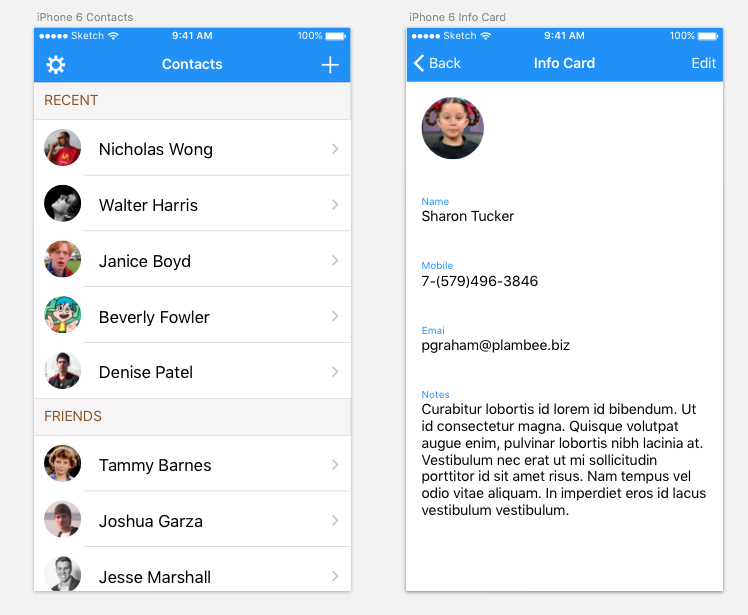 iPhone 6 Contacts
Sketch 9:41 AM 100%
Contacts
RECENT
Nicholas Wong
Walter Harris
Janice Boyd
Beverly Fowler
Denise Patel
FRIENDS
Tammy Barnes
Joshua Garza
Jesse Marshall
iPhone 6 Info Card
Sketch 9:41 AM 100%
Back Info Card Edit
Name
Sharon Tucker
Mobile
7-(579)496-3846
Emai
pgraham@plambee.biz
Notes
Curabitur lobortis id lorem id bibendum. Ut
id consectetur magna. Quisque volutpat
augue enim, pulvinar lobortis nibh lacinia at.
Vestibulum nec erat ut mi sollicitudin
porttitor id sit amet risus. Nam tempus vel
odio vitae aliquam. In imperdiet eros id lacus
vestibulum vestibulum.